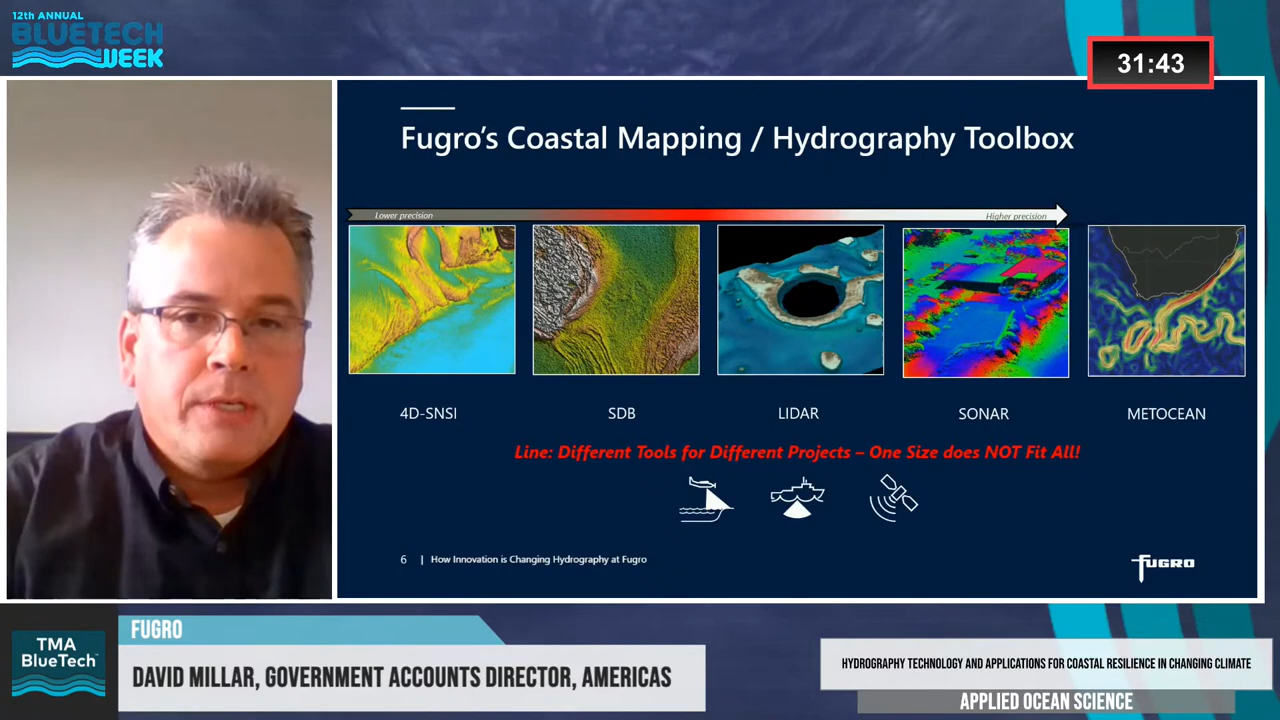 12th ANNUAL
BLUETECH
WEEK
31:43
Fugro's Coastal Mapping / Hydrography Toolbox
Lower precision
Higher precision
4D-SNSI
SDB
LIDAR
SONAR
METOCEAN
Line: Different Tools for Different Projects – One Size does NOT Fit All!
6 | How Innovation is Changing Hydrography at Fugro
FUGRO
TMA
BlueTech™
FUGRO
DAVID MILLAR, GOVERNMENT ACCOUNTS DIRECTOR, AMERICAS
HYDROGRAPHY TECHNOLOGY AND APPLICATIONS FOR COASTAL RESILIENCE IN CHANGING CLIMATE
APPLIED OCEAN SCIENCE